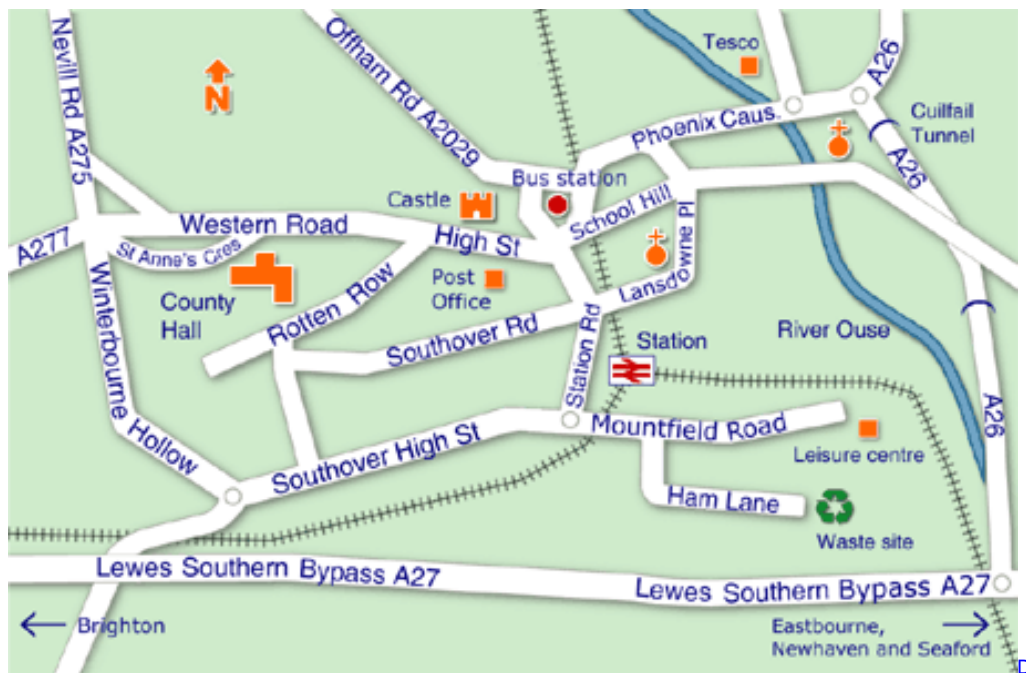 Nevill Rd A275
Offham Rd A2029
Tesco
A26
N
Phoenix Caus.
Cuilfail
Tunnel
A26
Bus station
Castle
School Hill
Western Road
High St
St Anne's Cres
A277
Lansdowne Pl
Post
Office
County
Hall
Rotten Row
Winterbourne Hollow
Southover Rd
Station Rd
Station
River Ouse
A26
Mountfield Road
Leisure centre
Southover High St
Ham Lane
Waste site
Lewes Southern Bypass A27
Lewes Southern Bypass A27
Brighton
Eastbourne,
Newhaven and Seaford
D